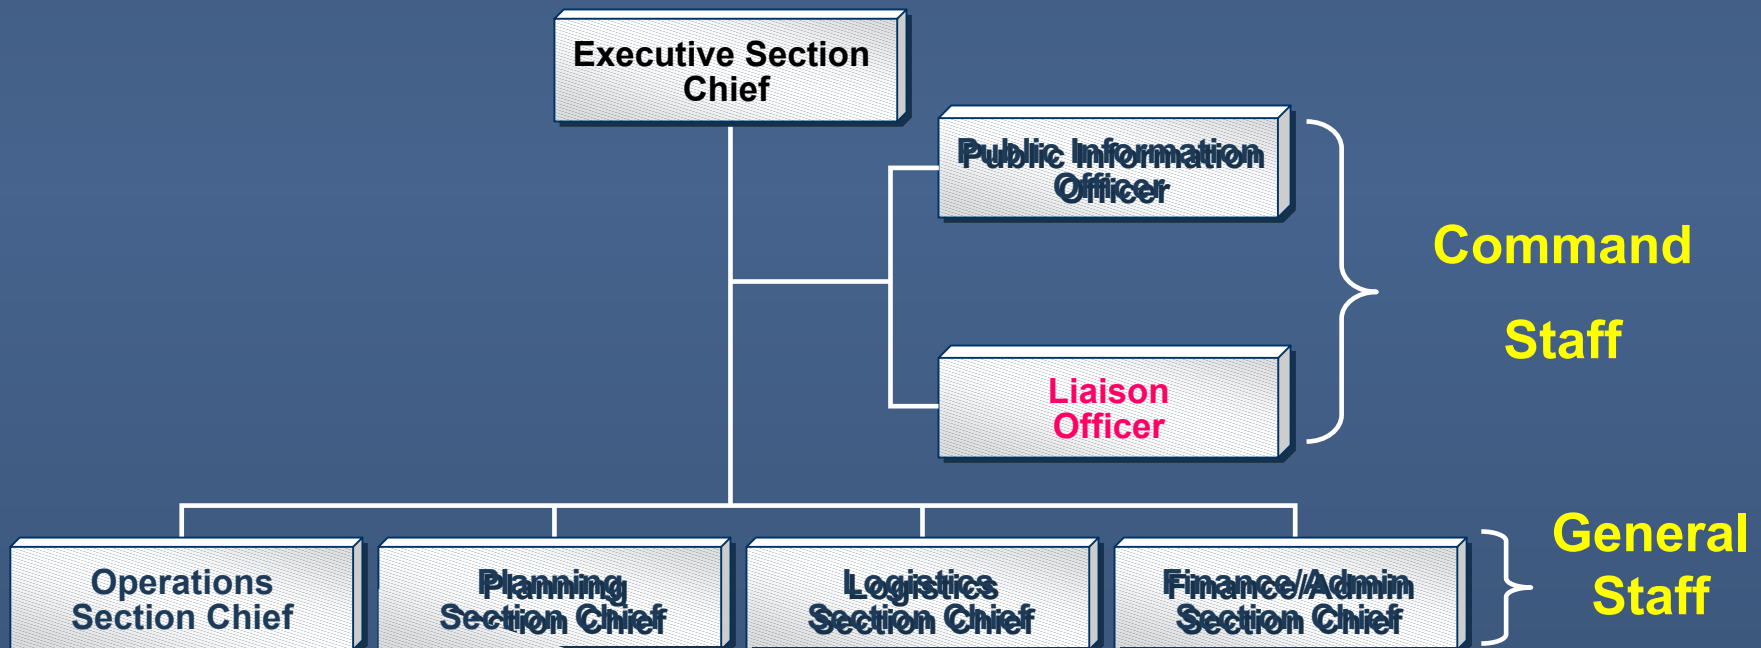 Executive Section
Chief
Public Information
Officer
Command
Staff
Liaison
Officer
General
Staff
Operations
Section Chief
Planning
Section Chief
Logistics
Section Chief
Finance/Admin
Section Chief